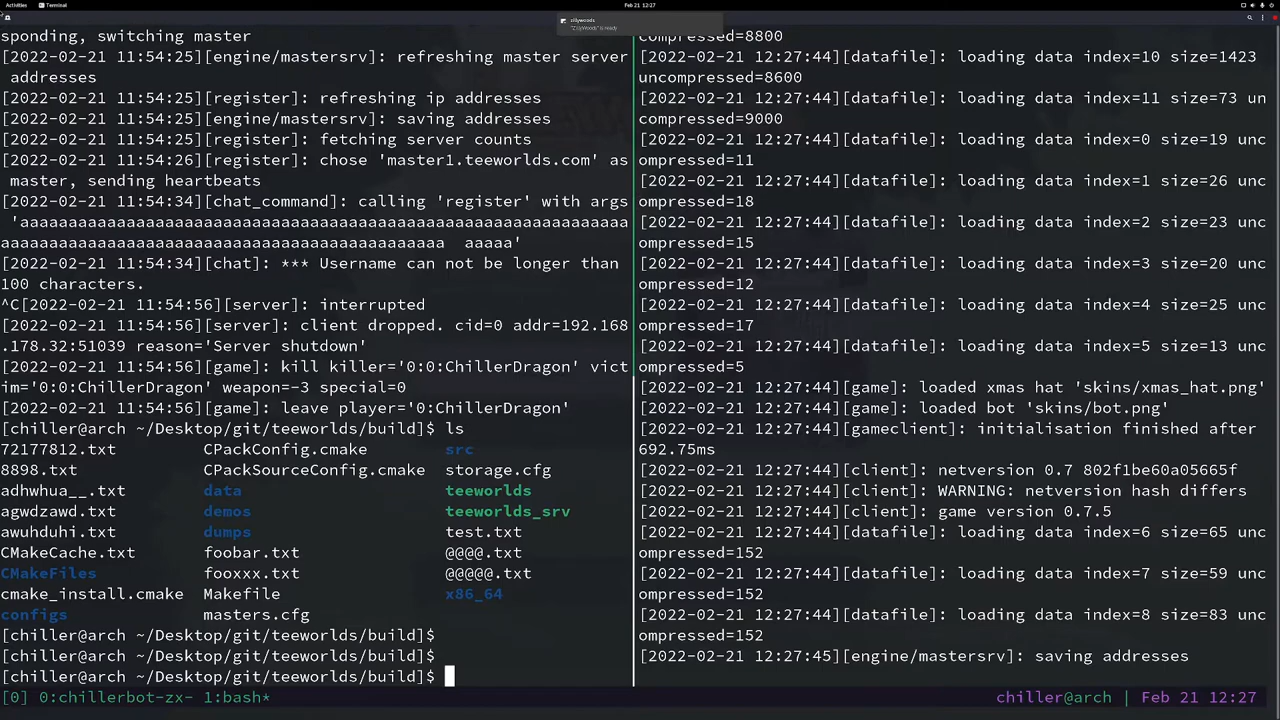 Activities
Terminal
Feb 21 12:27
zillywoods
"ZillyWoods" is ready
sponding, switching master
[2022-02-21 11:54:25][engine/mastersrv]: refreshing master server
addresses
[2022-02-21 11:54:25][register]: refreshing ip addresses
[2022-02-21 11:54:25][engine/mastersrv]: saving addresses
[2022-02-21 11:54:25][register]: fetching server counts
[2022-02-21 11:54:26][register]: chose 'master1.teeworlds.com' as
master, sending heartbeats
[2022-02-21 11:54:34][chat_command]: calling 'register' with args
'aaaaaaaaaaaaaaaaaaaaaaaaaaaaaaaaaaaaaaaaaaaaaaaaaaaaaaaaaaaaaaa
aaaaaaaaaaaaaaaaaaaaaaaaaaaaaaaaaaaaaaaaaaaaaa  aaaaa'
[2022-02-21 11:54:34][chat]: *** Username can not be longer than
100 characters.
^C[2022-02-21 11:54:56][server]: interrupted
[2022-02-21 11:54:56][server]: client dropped. cid=0 addr=192.168
.178.32:51039 reason='Server shutdown'
[2022-02-21 11:54:56][game]: kill killer='0:0:ChillerDragon' vict
im='0:0:ChillerDragon' weapon=-3 special=0
[2022-02-21 11:54:56][game]: leave player='0:ChillerDragon'
[chiller@arch ~/Desktop/git/teeworlds/build]$ ls
72177812.txt CPackConfig.cmake src
8898.txt CPackSourceConfig.cmake storage.cfg
adhwhua__.txt data teeworlds
agwdzawd.txt demos teeworlds_srv
awuhduhi.txt dumps test.txt
CMakeCache.txt foobar.txt @@@@.txt
CMakeFiles fooxxx.txt @@@@@.txt
cmake_install.cmake Makefile x86_64
configs masters.cfg
[chiller@arch ~/Desktop/git/teeworlds/build]$
[chiller@arch ~/Desktop/git/teeworlds/build]$
[chiller@arch ~/Desktop/git/teeworlds/build]$
compressed=8800
[2022-02-21 12:27:44][datafile]: loading data index=10 size=1423
uncompressed=8600
[2022-02-21 12:27:44][datafile]: loading data index=11 size=73 un
compressed=9000
[2022-02-21 12:27:44][datafile]: loading data index=0 size=19 unc
ompressed=11
[2022-02-21 12:27:44][datafile]: loading data index=1 size=26 unc
ompressed=18
[2022-02-21 12:27:44][datafile]: loading data index=2 size=23 unc
ompressed=15
[2022-02-21 12:27:44][datafile]: loading data index=3 size=20 unc
ompressed=12
[2022-02-21 12:27:44][datafile]: loading data index=4 size=25 unc
ompressed=17
[2022-02-21 12:27:44][datafile]: loading data index=5 size=13 unc
ompressed=5
[2022-02-21 12:27:44][game]: loaded xmas hat 'skins/xmas_hat.png'
[2022-02-21 12:27:44][game]: loaded bot 'skins/bot.png'
[2022-02-21 12:27:44][gameclient]: initialisation finished after
692.75ms
[2022-02-21 12:27:44][client]: netversion 0.7 802f1be60a05665f
[2022-02-21 12:27:44][client]: WARNING: netversion hash differs
[2022-02-21 12:27:44][client]: game version 0.7.5
[2022-02-21 12:27:44][datafile]: loading data index=6 size=65 unc
ompressed=152
[2022-02-21 12:27:44][datafile]: loading data index=7 size=59 unc
ompressed=152
[2022-02-21 12:27:44][datafile]: loading data index=8 size=83 unc
ompressed=152
[2022-02-21 12:27:45][engine/mastersrv]: saving addresses
[0] 0:chillerbot-zx- 1:bash*
chiller@arch | Feb 21 12:27